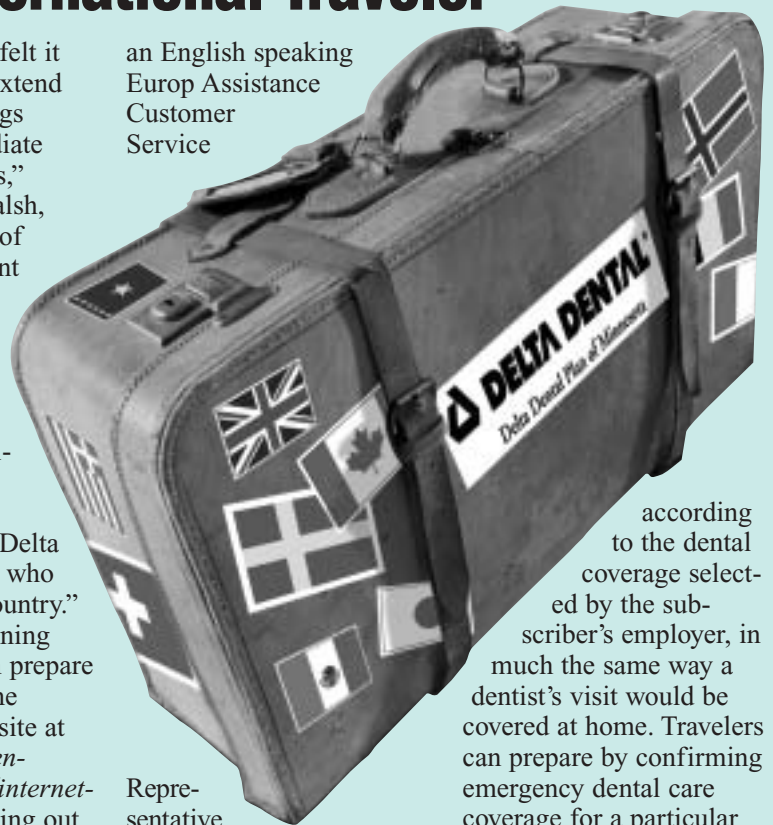 ernational Traveler
felt it
xtend
gs
liate
s,”
alsh,
of
nt
-
Delta
who
ountry.”
ning
prepare
ne
site at
en-
internet-
ing out
an English speaking
Europ Assistance
Customer
Service
Repre-
sentative
DELTA DENTAL
Delta Dental Plan of Minnesota
according
to the dental
coverage select-
ed by the sub-
scriber’s employer, in
much the same way a
dentist’s visit would be
covered at home. Travelers
can prepare by confirming
emergency dental care
coverage for a particular